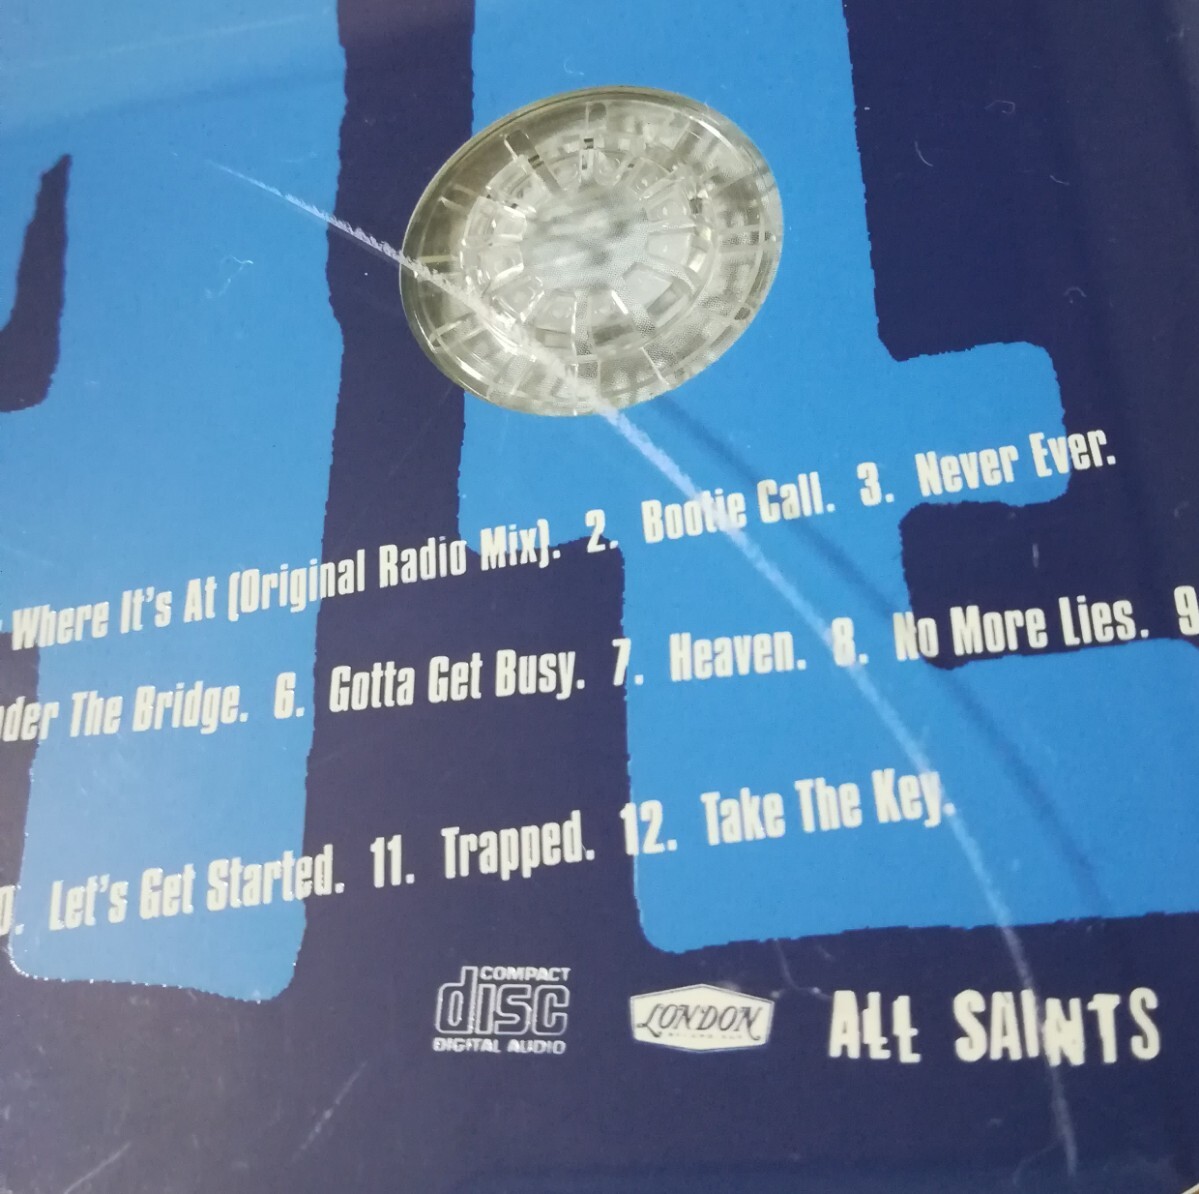 Where It's At (Original Radio Mix). 2. Bootie Call. 3. Never Ever.
The Bridge. 6. Gotta Get Busy. 7. Heaven. 8. No More Lies. 9
Let's Get Started. 11. Trapped. 12. Take The Key.
COMPACT
disc
DIGITAL AUDIO
LONDON
ALL SAINTS